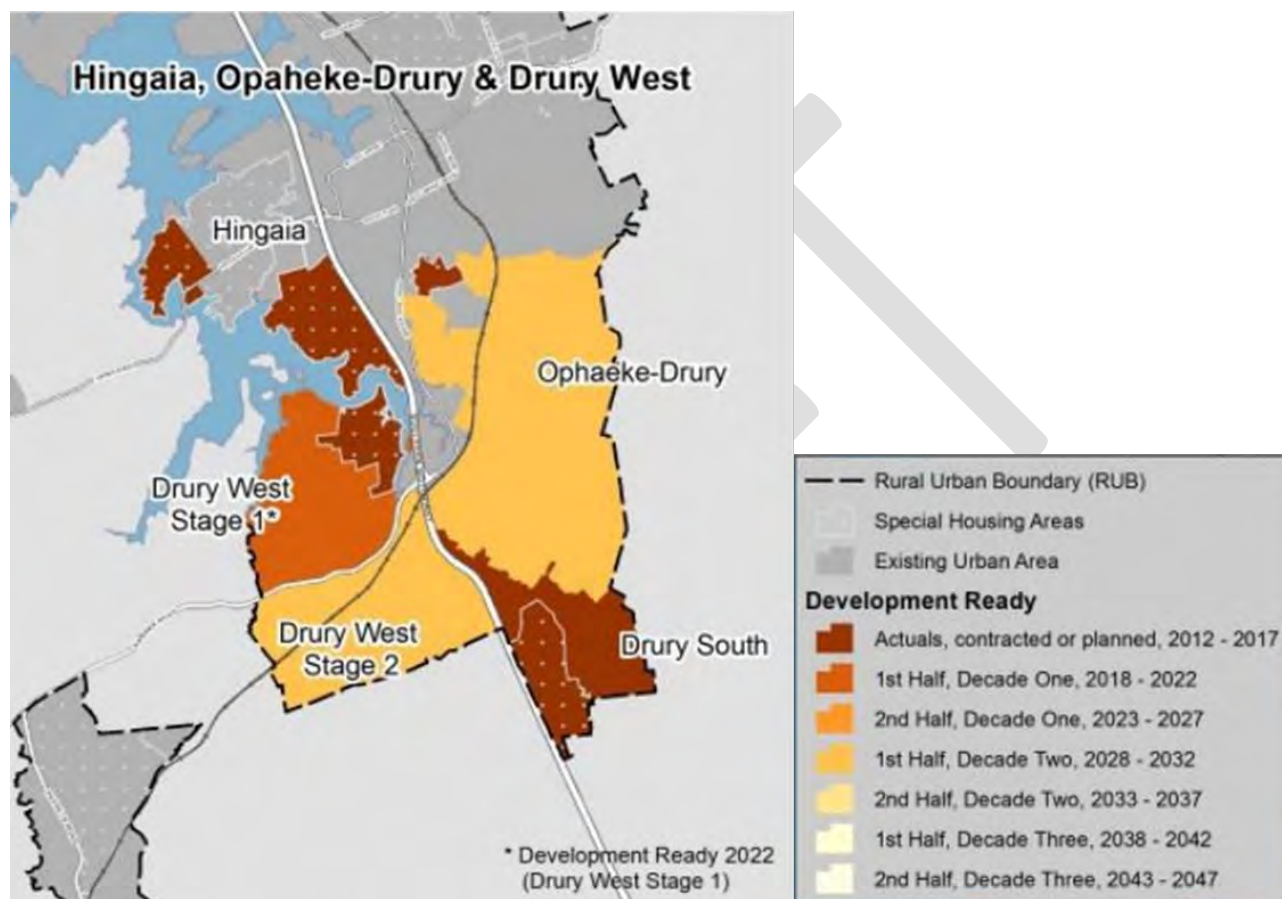 Hingaia, Opaheke-Drury & Drury West
Hingaia
Ophaeke-Drury
Drury West
Stage 1*
Drury West
Stage 2
Drury South
* Development Ready 2022
(Drury West Stage 1)
Rural Urban Boundary (RUB)
Special Housing Areas
Existing Urban Area
Development Ready
Actuals, contracted or planned, 2012 - 2017
1st Half, Decade One, 2018 - 2022
2nd Half, Decade One, 2023 - 2027
1st Half, Decade Two, 2028 - 2032
2nd Half, Decade Two, 2033 - 2037
1st Half, Decade Three, 2038 - 2042
2nd Half, Decade Three, 2043 - 2047